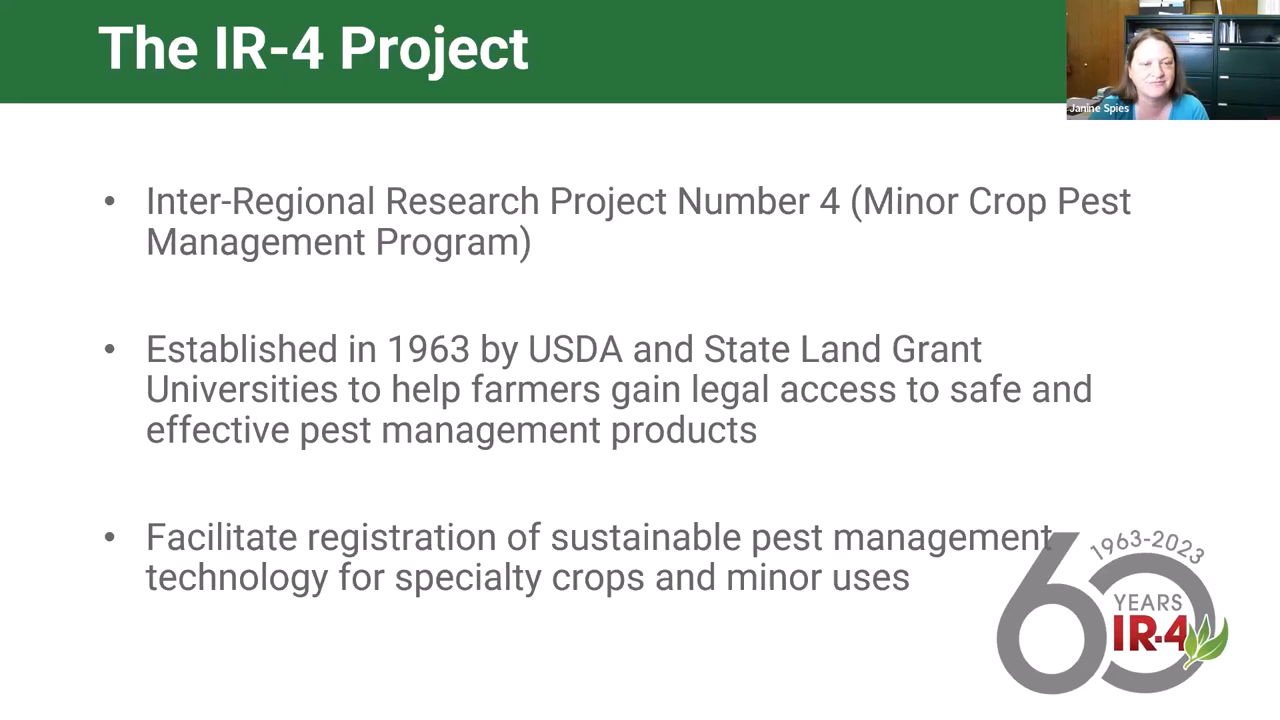 The IR-4 Project
Janine Spies
• Inter-Regional Research Project Number 4 (Minor Crop Pest
Management Program)
• Established in 1963 by USDA and State Land Grant
Universities to help farmers gain legal access to safe and
effective pest management products
• Facilitate registration of sustainable pest management
technology for specialty crops and minor uses
1963-2023
60
YEARS
IR-4